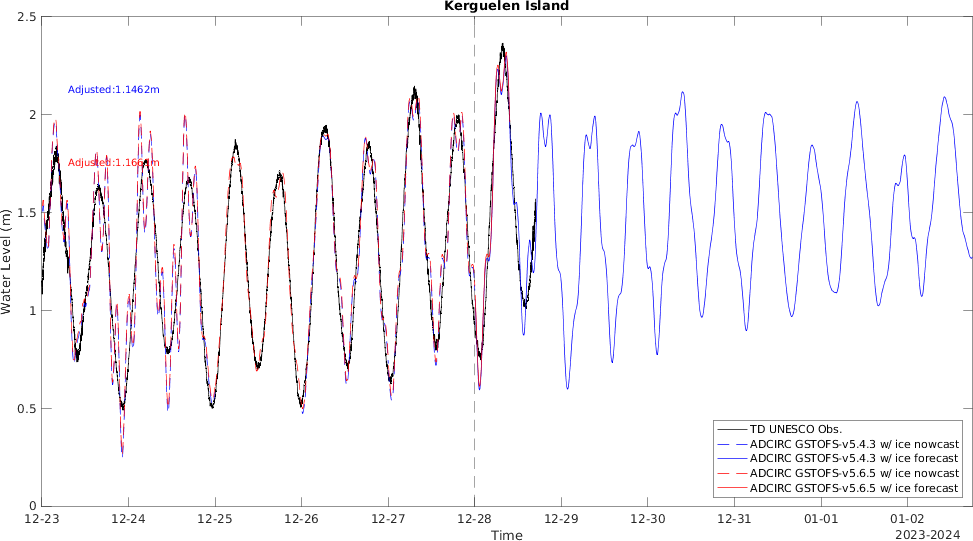 Kerguelen Island
2.5
2
1.5
1
0.5
0
Water Level (m)
Adjusted:1.1462m
12-23
12-24
12-25
12-26
12-27
12-28
12-29
12-30
12-31
01-01
01-02
Time
2023-2024
TD UNESCO Obs.
ADCIRC GSTOFS-v5.4.3 w/ ice nowcast
ADCIRC GSTOFS-v5.4.3 w/ ice forecast
ADCIRC GSTOFS-v5.6.5 w/ ice nowcast
ADCIRC GSTOFS-v5.6.5 w/ ice forecast